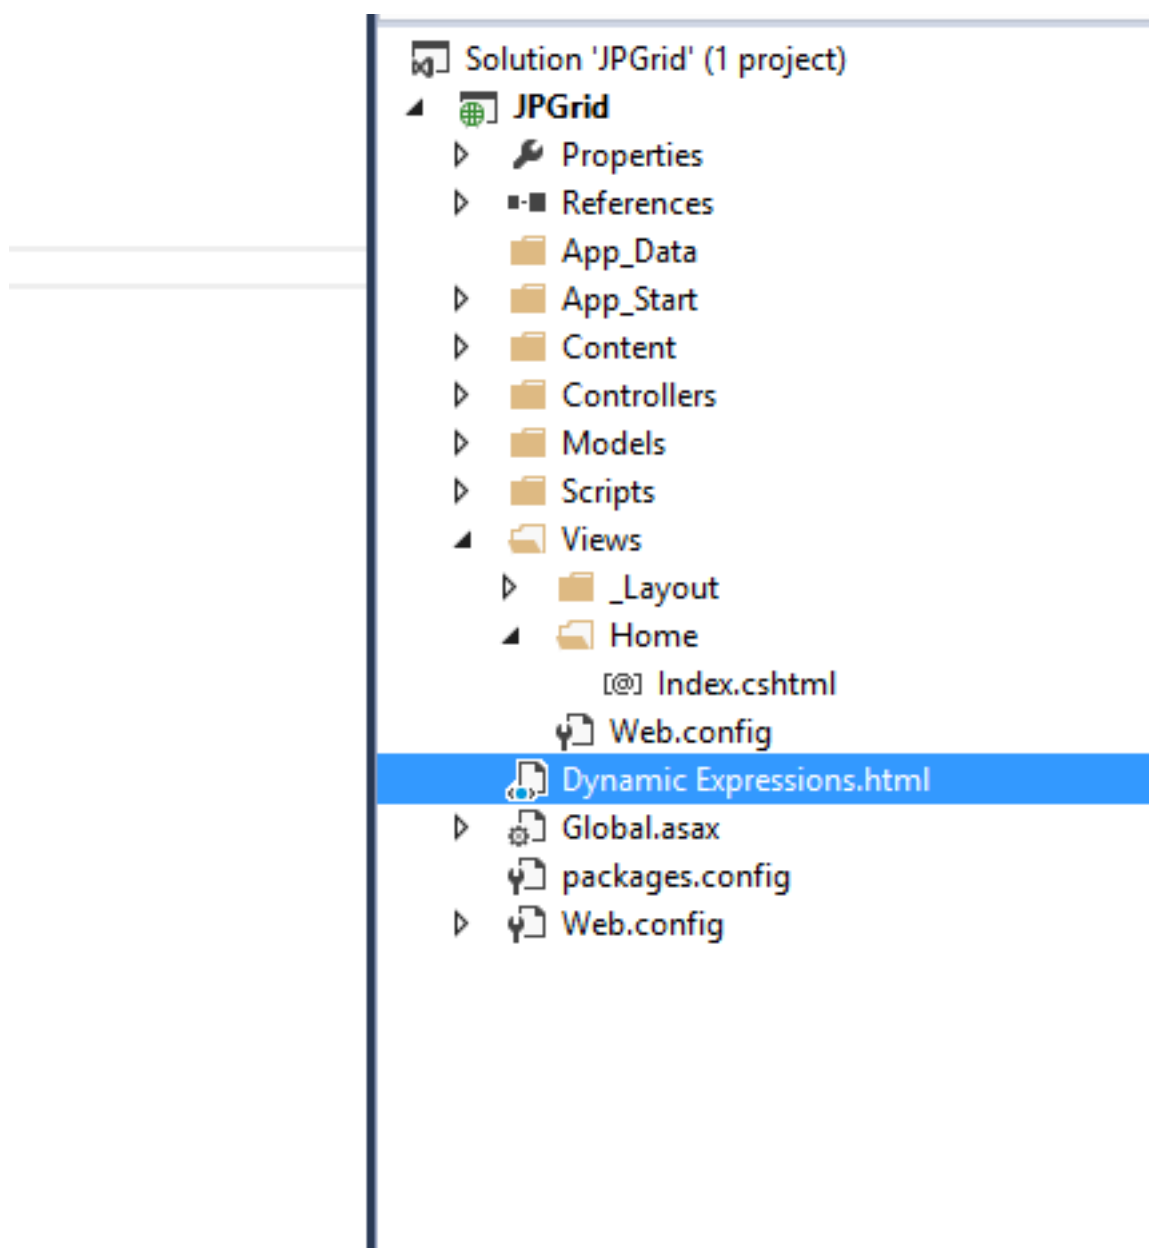 Solution 'JPGrid' (1 project)
JPGrid
Properties
References
App_Data
App_Start
Content
Controllers
Models
Scripts
Views
_Layout
Home
[@] Index.cshtml
Web.config
Dynamic Expressions.html
Global.asax
packages.config
Web.config